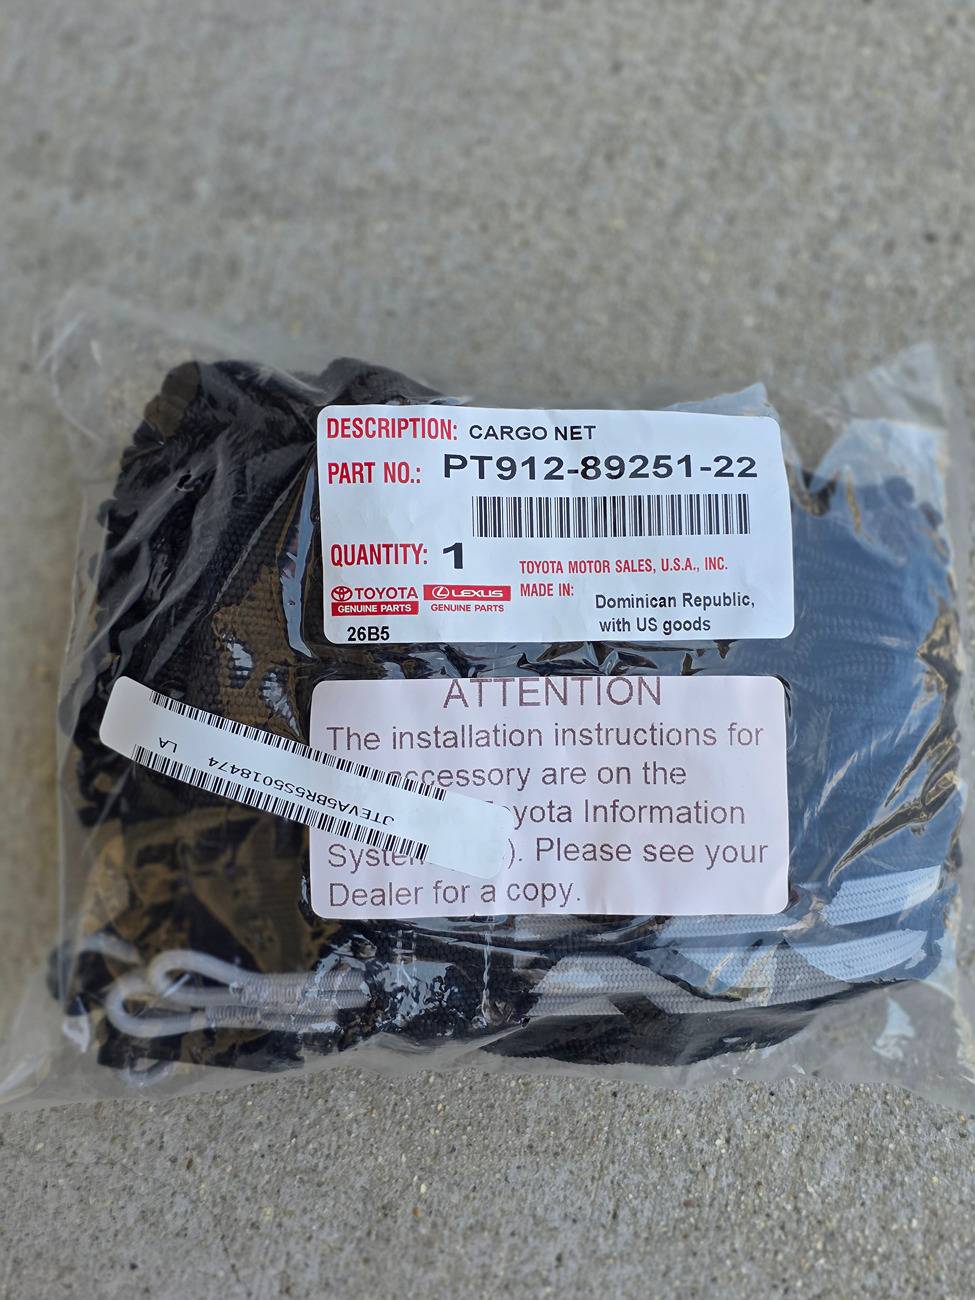 DESCRIPTION: CARGO NET
PART NO.: PT912-89251-22
QUANTITY: 1
TOYOTA MOTOR SALES, U.S.A., INC.
MADE IN: Dominican Republic,
with US goods
TOYOTA
GENUINE PARTS
LEXUS
GENUINE PARTS
26B5
ATTENTION
The installation instructions for
accessory are on the
Toyota Information
System ). Please see your
Dealer for a copy.
LA
JTEVA5BR5S5018474